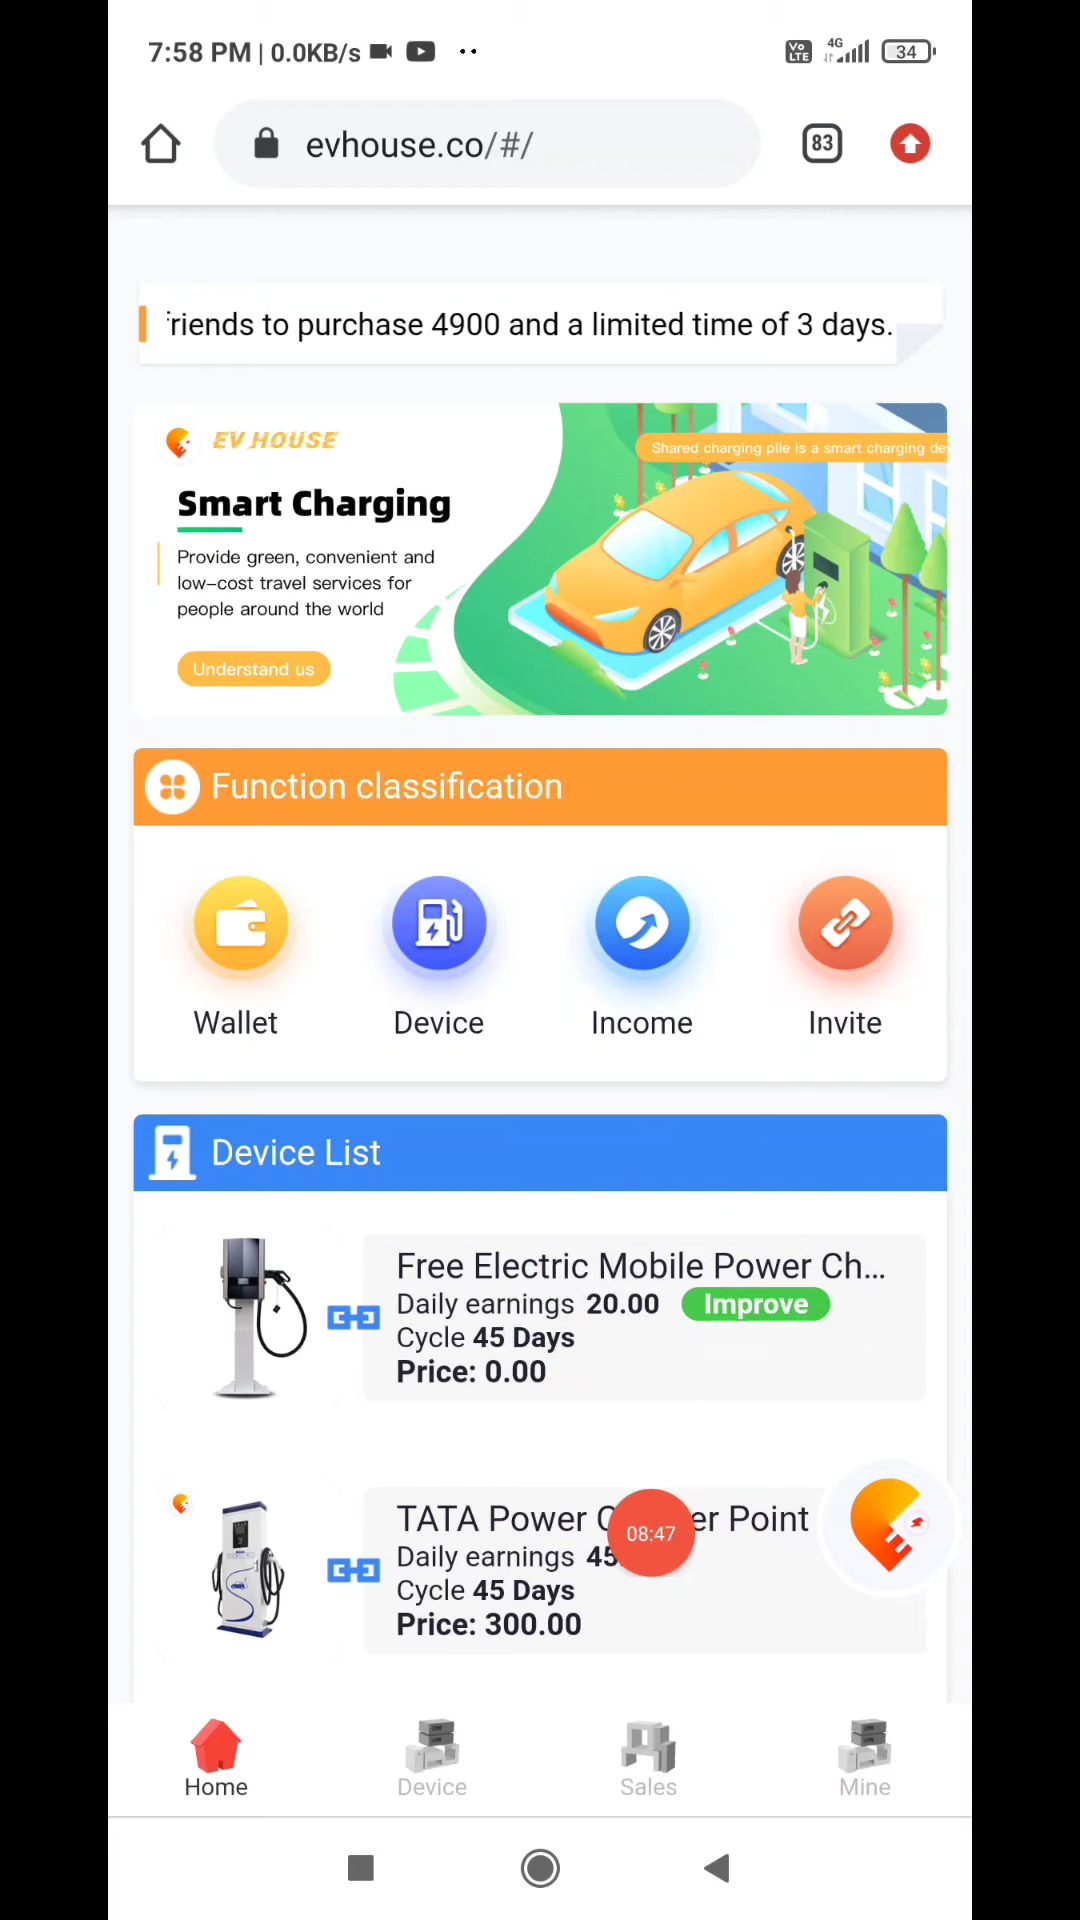 7:58 PM | 0.0KB/s
Vo LTE
4G
34
evhouse.co/#/
83
friends to purchase 4900 and a limited time of 3 days.
EV HOUSE
Shared charging pile is a smart charging de
Smart Charging
Provide green, convenient and
low-cost travel services for
people around the world
Understand us
Function classification
Wallet
Device
Income
Invite
Device List
Free Electric Mobile Power Ch...
Daily earnings 20.00 Improve
Cycle 45 Days
Price: 0.00
TATA Power er Point
08:47
Daily earnings 45
Cycle 45 Days
Price: 300.00
Home
Device
Sales
Mine